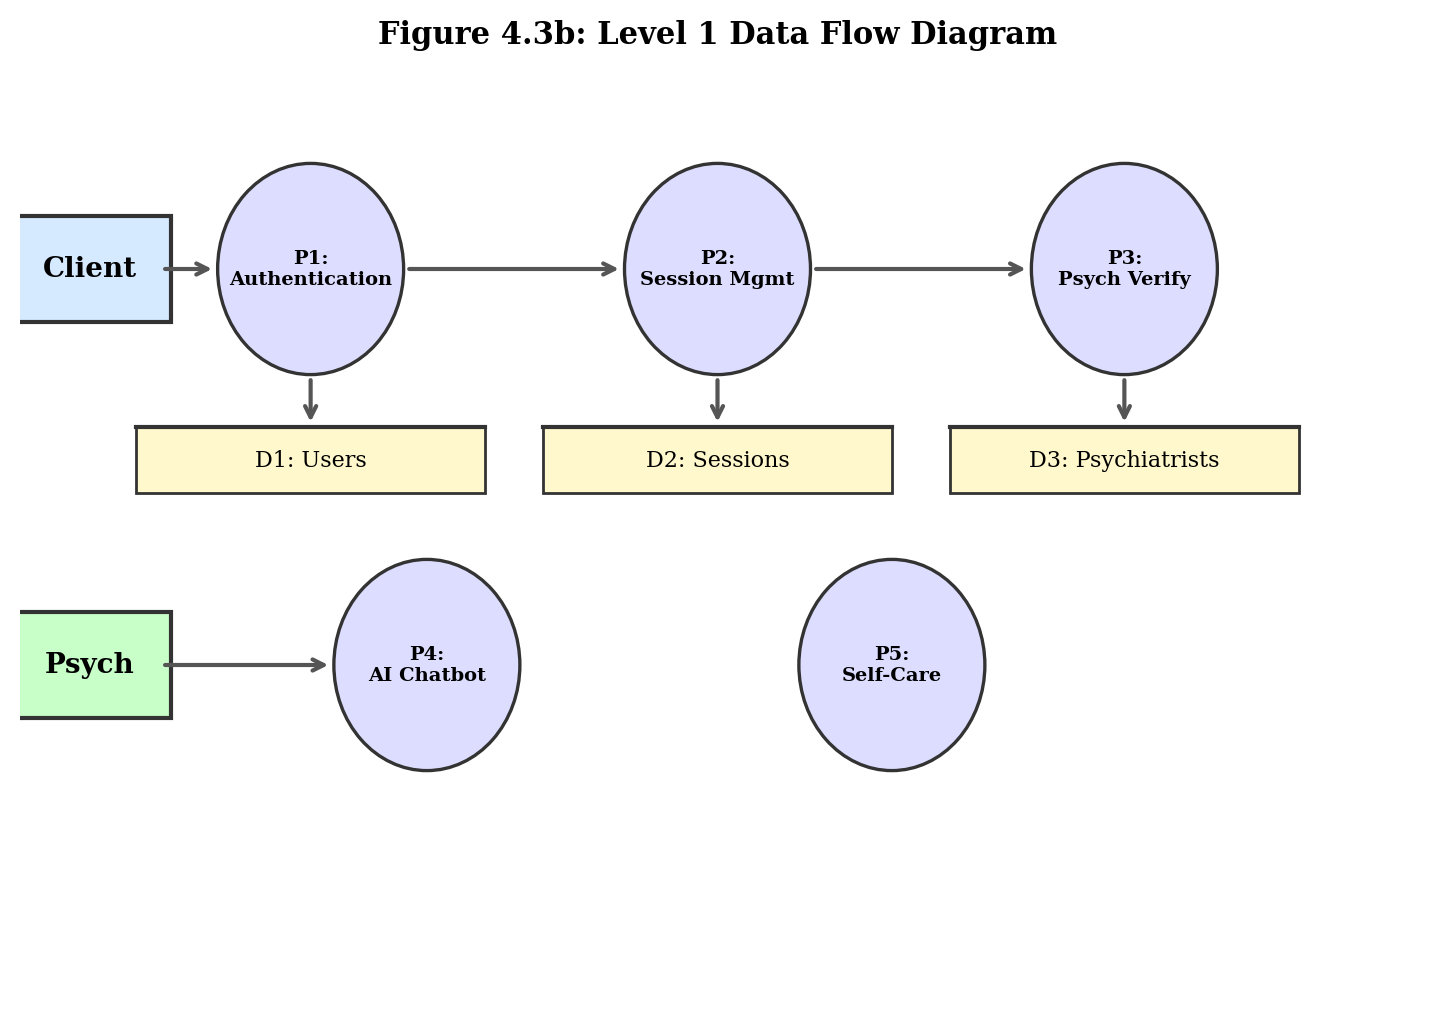 Figure 4.3b: Level 1 Data Flow Diagram
Client
P1:
Authentication
P2:
Session Mgmt
P3:
Psych Verify
D1: Users
D2: Sessions
D3: Psychiatrists
Psych
P4:
AI Chatbot
P5:
Self-Care